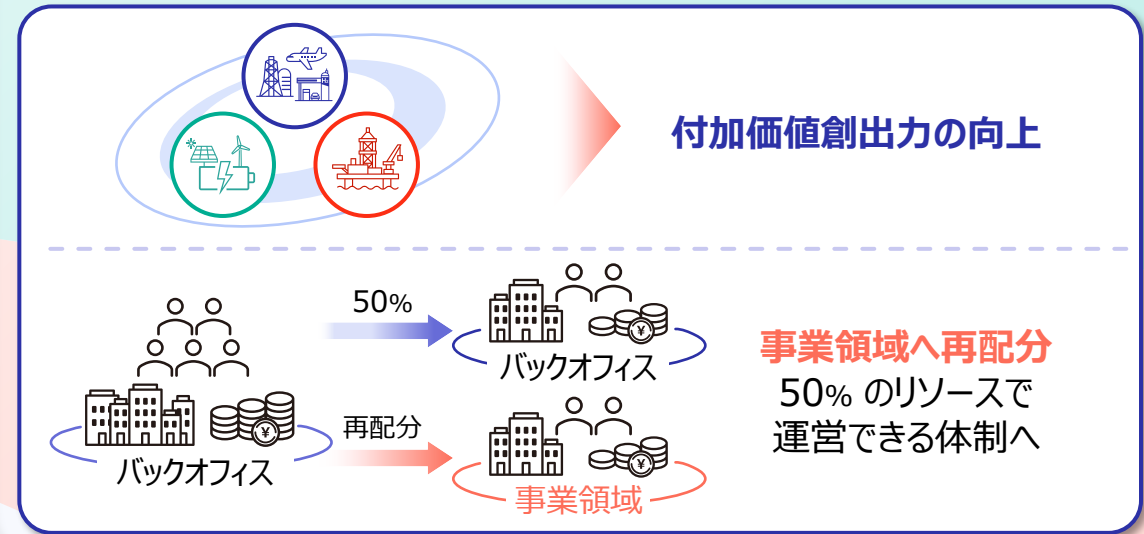 付加価値創出力の向上
50%
バックオフィス
再配分
バックオフィス
事業領域
事業領域へ再配分
50% のリソースで
運営できる体制へ